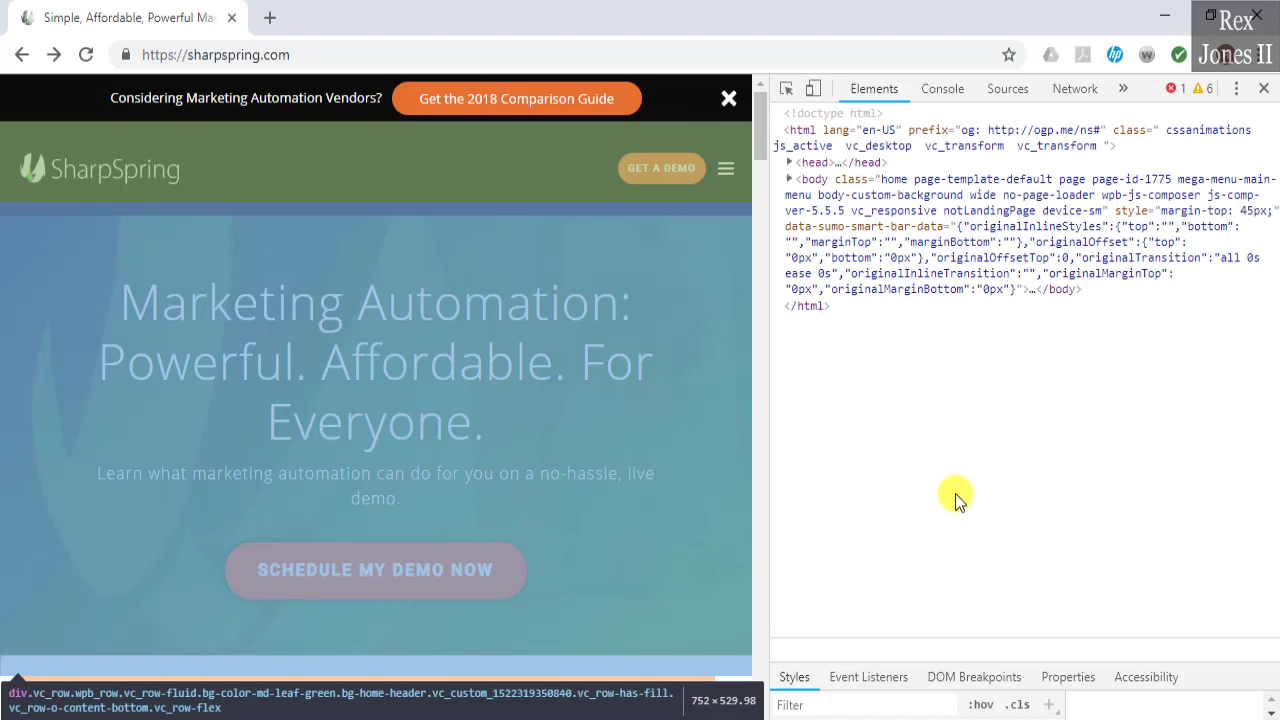 Simple, Affordable, Powerful Mar
Rex
Jones II
https://sharpspring.com
Considering Marketing Automation Vendors?
Get the 2018 Comparison Guide
SharpSpring
GET A DEMO
Marketing Automation:
Powerful. Affordable. For
Everyone.
Learn what marketing automation can do for you on a no-hassle, live
demo.
SCHEDULE MY DEMO NOW
div.vc_row.wpb_row.vc_row-fluid.bg-color-md-leaf-green.bg-home-header.vc_custom_1522319350840.vc_row-has-fill.
vc_row-o-content-bottom.vc_row-flex
752 × 529.98
Elements
Console
Sources
Network
»
1
6
<!doctype html>
<html lang="en-US" prefix="og: http://ogp.me/ns#" class=" cssanimations
js_active vc_desktop vc_transform vc_transform ">
<head>…</head>
<body class="home page-template-default page page-id-1775 mega-menu-main-
menu body-custom-background wide no-page-loader wpb-js-composer js-comp-
ver-5.5.5 vc_responsive notLandingPage device-sm" style="margin-top: 45px;"
data-sumo-smart-bar-data="{"originalInlineStyles":{"top":"","bottom":
"","marginTop":"","marginBottom":""},"originalOffset":{"top":
"0px","bottom":"0px"},"originalOffsetTop":0,"originalTransition":"all 0s
ease 0s","originalInlineTransition":"","originalMarginTop":
"0px","originalMarginBottom":"0px"}">…</body>
</html>
Styles
Event Listeners
DOM Breakpoints
Properties
Accessibility
Filter
:hov
.cls
+